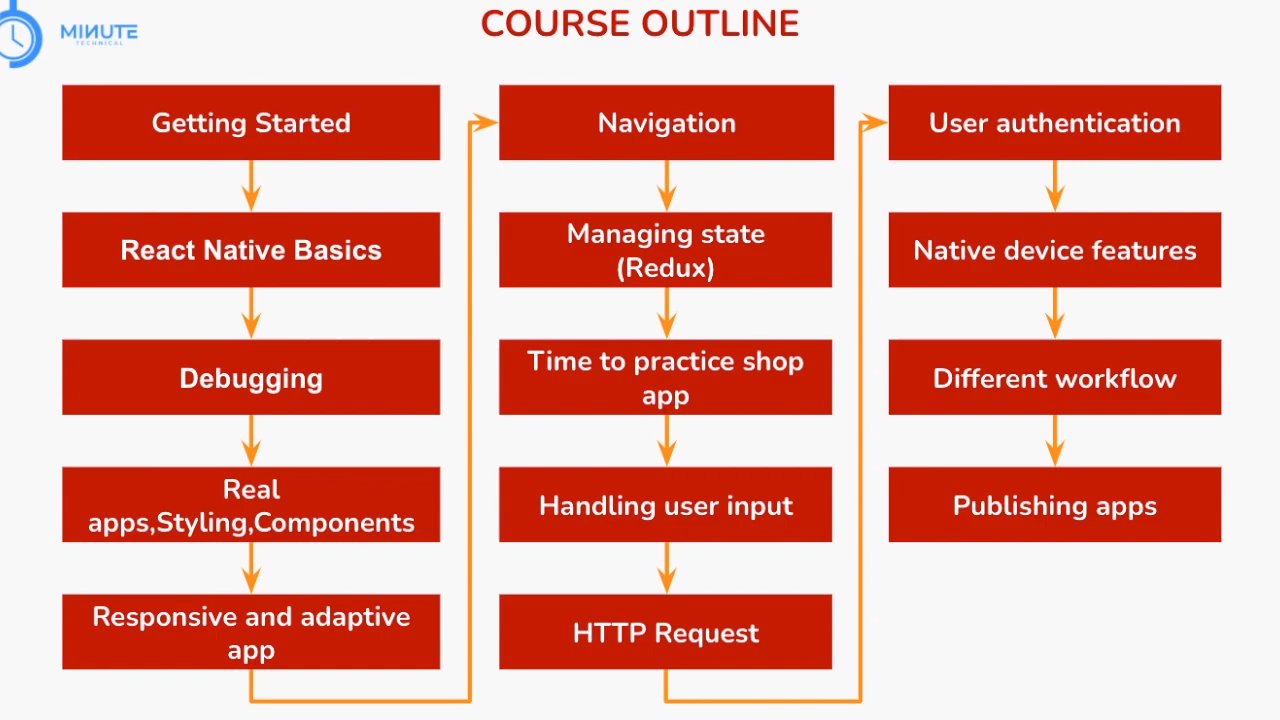 MINUTE
TECHNICAL
COURSE OUTLINE
Getting Started
React Native Basics
Debugging
Real
apps,Styling,Components
Responsive and adaptive
app
Navigation
Managing state
(Redux)
Time to practice shop
app
Handling user input
HTTP Request
User authentication
Native device features
Different workflow
Publishing apps